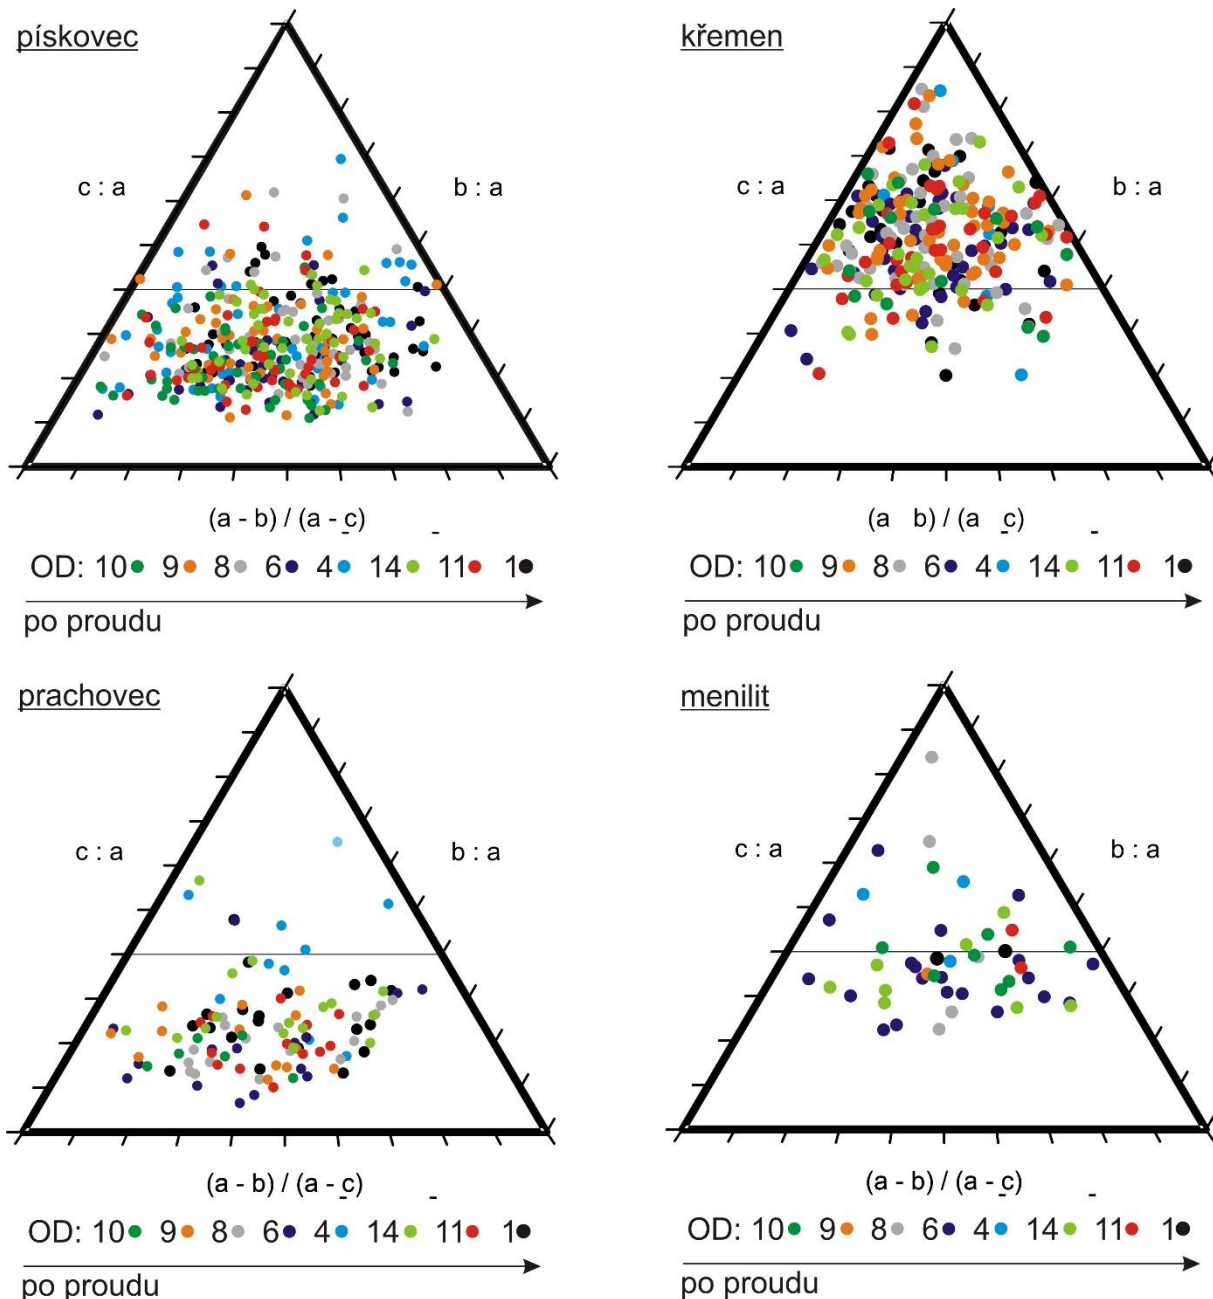 pískovec
c : a
b : a
(a - b) / (a - c)
OD: 10 9 8 6 4 14 11 1
po proudu
křemen
c : a
b : a
(a b) / (a c)
OD: 10 9 8 6 4 14 11 1
po proudu
prachovec
c : a
b : a
(a - b) / (a - c)
OD: 10 9 8 6 4 14 11 1
po proudu
menilit
c : a
b : a
(a - b) / (a - c)
OD: 10 9 8 6 4 14 11 1
po proudu